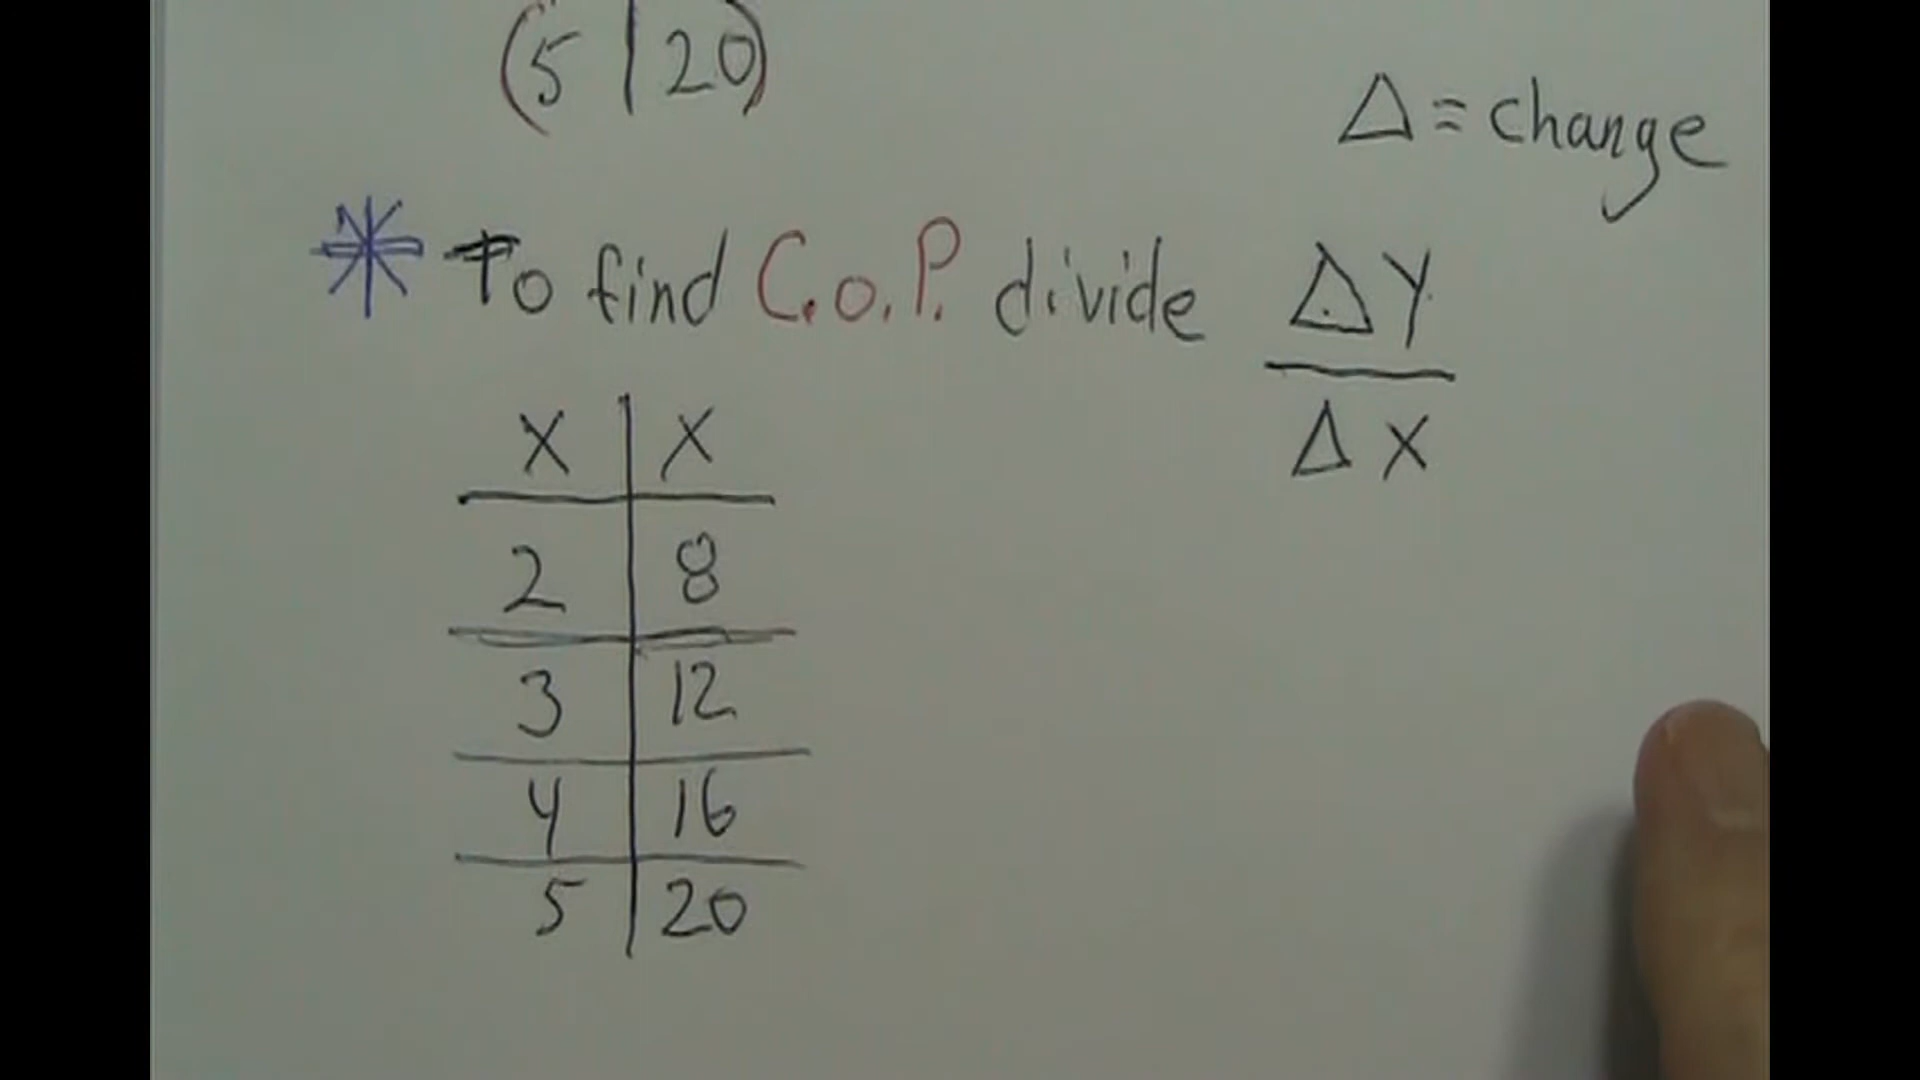 (5 | 20)
Δ = change
To find C.o.P. divide ΔY
ΔX
X X
2 8
3 12
4 16
5 20